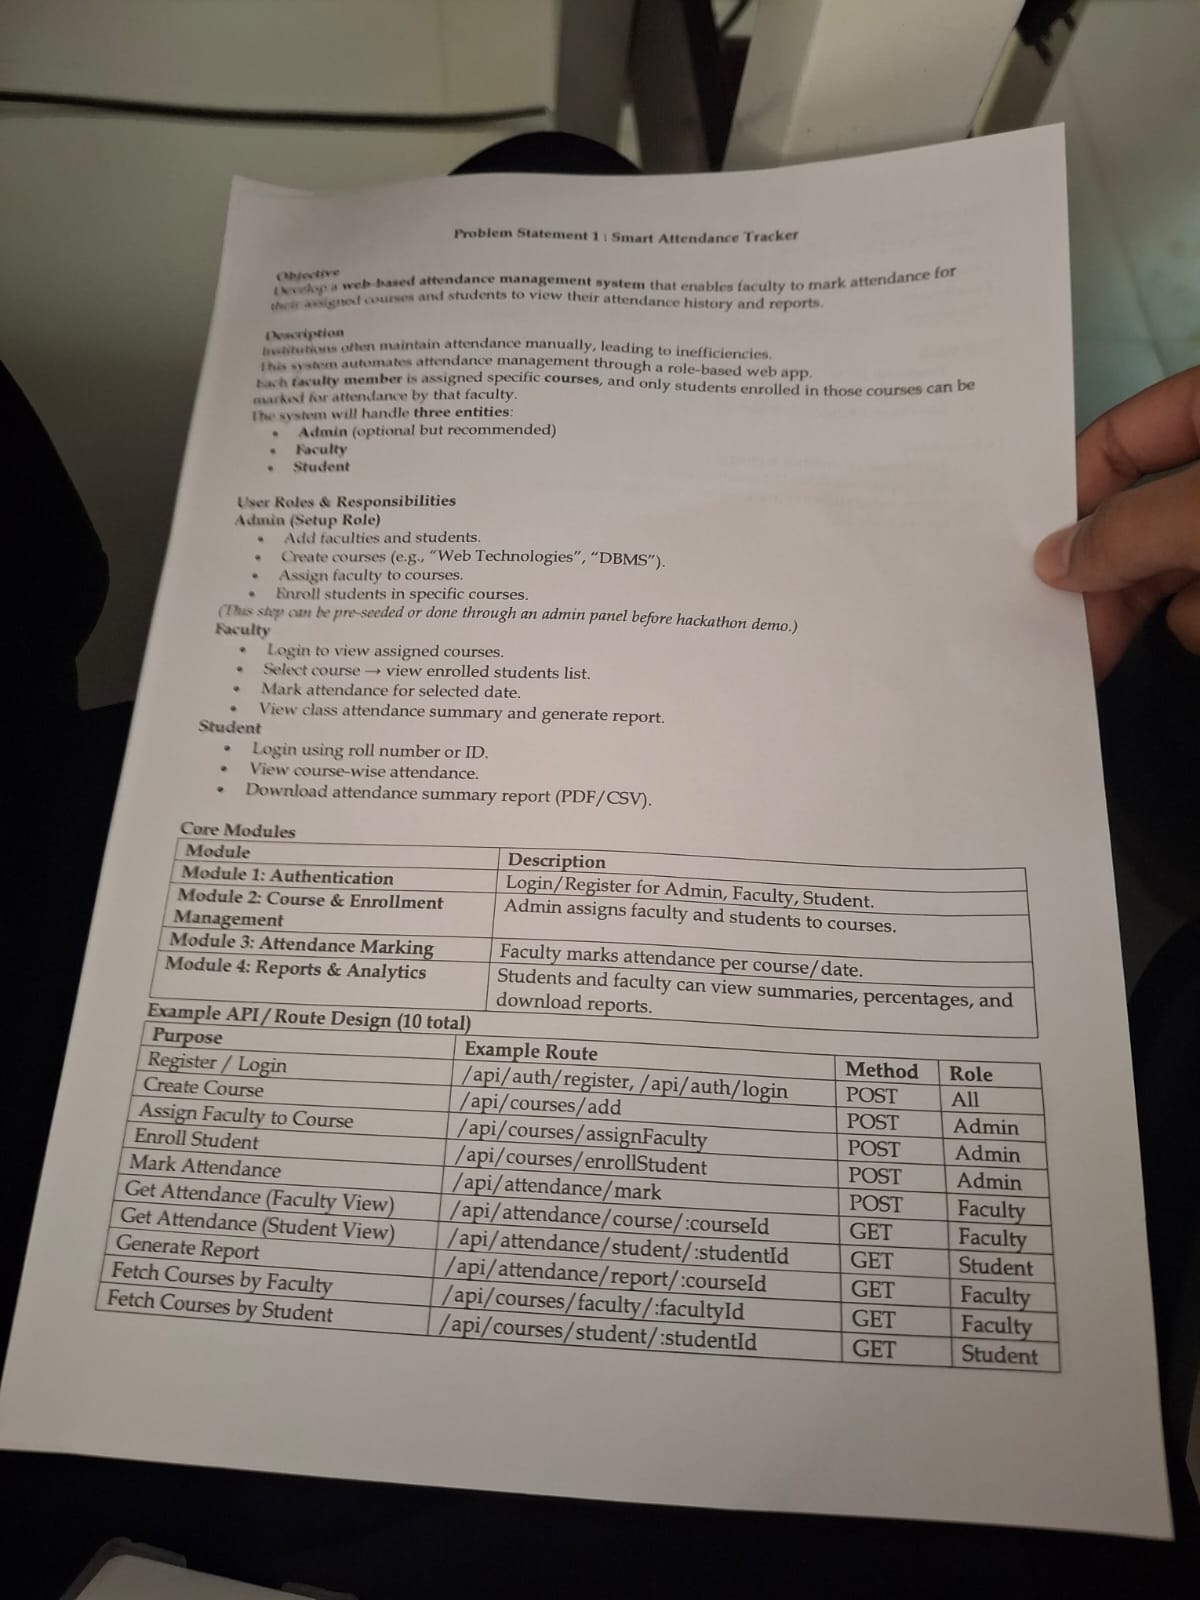 Problem Statement 1 : Smart Attendance Tracker
Objective
Develop a web-based attendance management system that enables faculty to mark attendance for
their assigned courses and students to view their attendance history and reports.
Description
Institutions often maintain attendance manually, leading to inefficiencies.
This system automates attendance management through a role-based web app.
Each faculty member is assigned specific courses, and only students enrolled in those courses can be
marked for attendance by that faculty.
The system will handle three entities:
• Admin (optional but recommended)
• Faculty
• Student
User Roles & Responsibilities
Admin (Setup Role)
• Add faculties and students.
• Create courses (e.g., “Web Technologies”, “DBMS”).
• Assign faculty to courses.
• Enroll students in specific courses.
(This step can be pre-seeded or done through an admin panel before hackathon demo.)
Faculty
• Login to view assigned courses.
• Select course → view enrolled students list.
• Mark attendance for selected date.
• View class attendance summary and generate report.
Student
• Login using roll number or ID.
• View course-wise attendance.
• Download attendance summary report (PDF/CSV).
Core Modules
Module Description
Module 1: Authentication Login/Register for Admin, Faculty, Student.
Module 2: Course & Enrollment Admin assigns faculty and students to courses.
Management
Module 3: Attendance Marking Faculty marks attendance per course/date.
Module 4: Reports & Analytics Students and faculty can view summaries, percentages, and
download reports.
Example API/Route Design (10 total)
Purpose Example Route Method Role
Register / Login /api/auth/register, /api/auth/login POST All
Create Course /api/courses/add POST Admin
Assign Faculty to Course /api/courses/assignFaculty POST Admin
Enroll Student /api/courses/enrollStudent POST Admin
Mark Attendance /api/attendance/mark POST Faculty
Get Attendance (Faculty View) /api/attendance/course/:courseId GET Faculty
Get Attendance (Student View) /api/attendance/student/:studentId GET Student
Generate Report /api/attendance/report/:courseId GET Faculty
Fetch Courses by Faculty /api/courses/faculty/:facultyId GET Faculty
Fetch Courses by Student /api/courses/student/:studentId GET Student